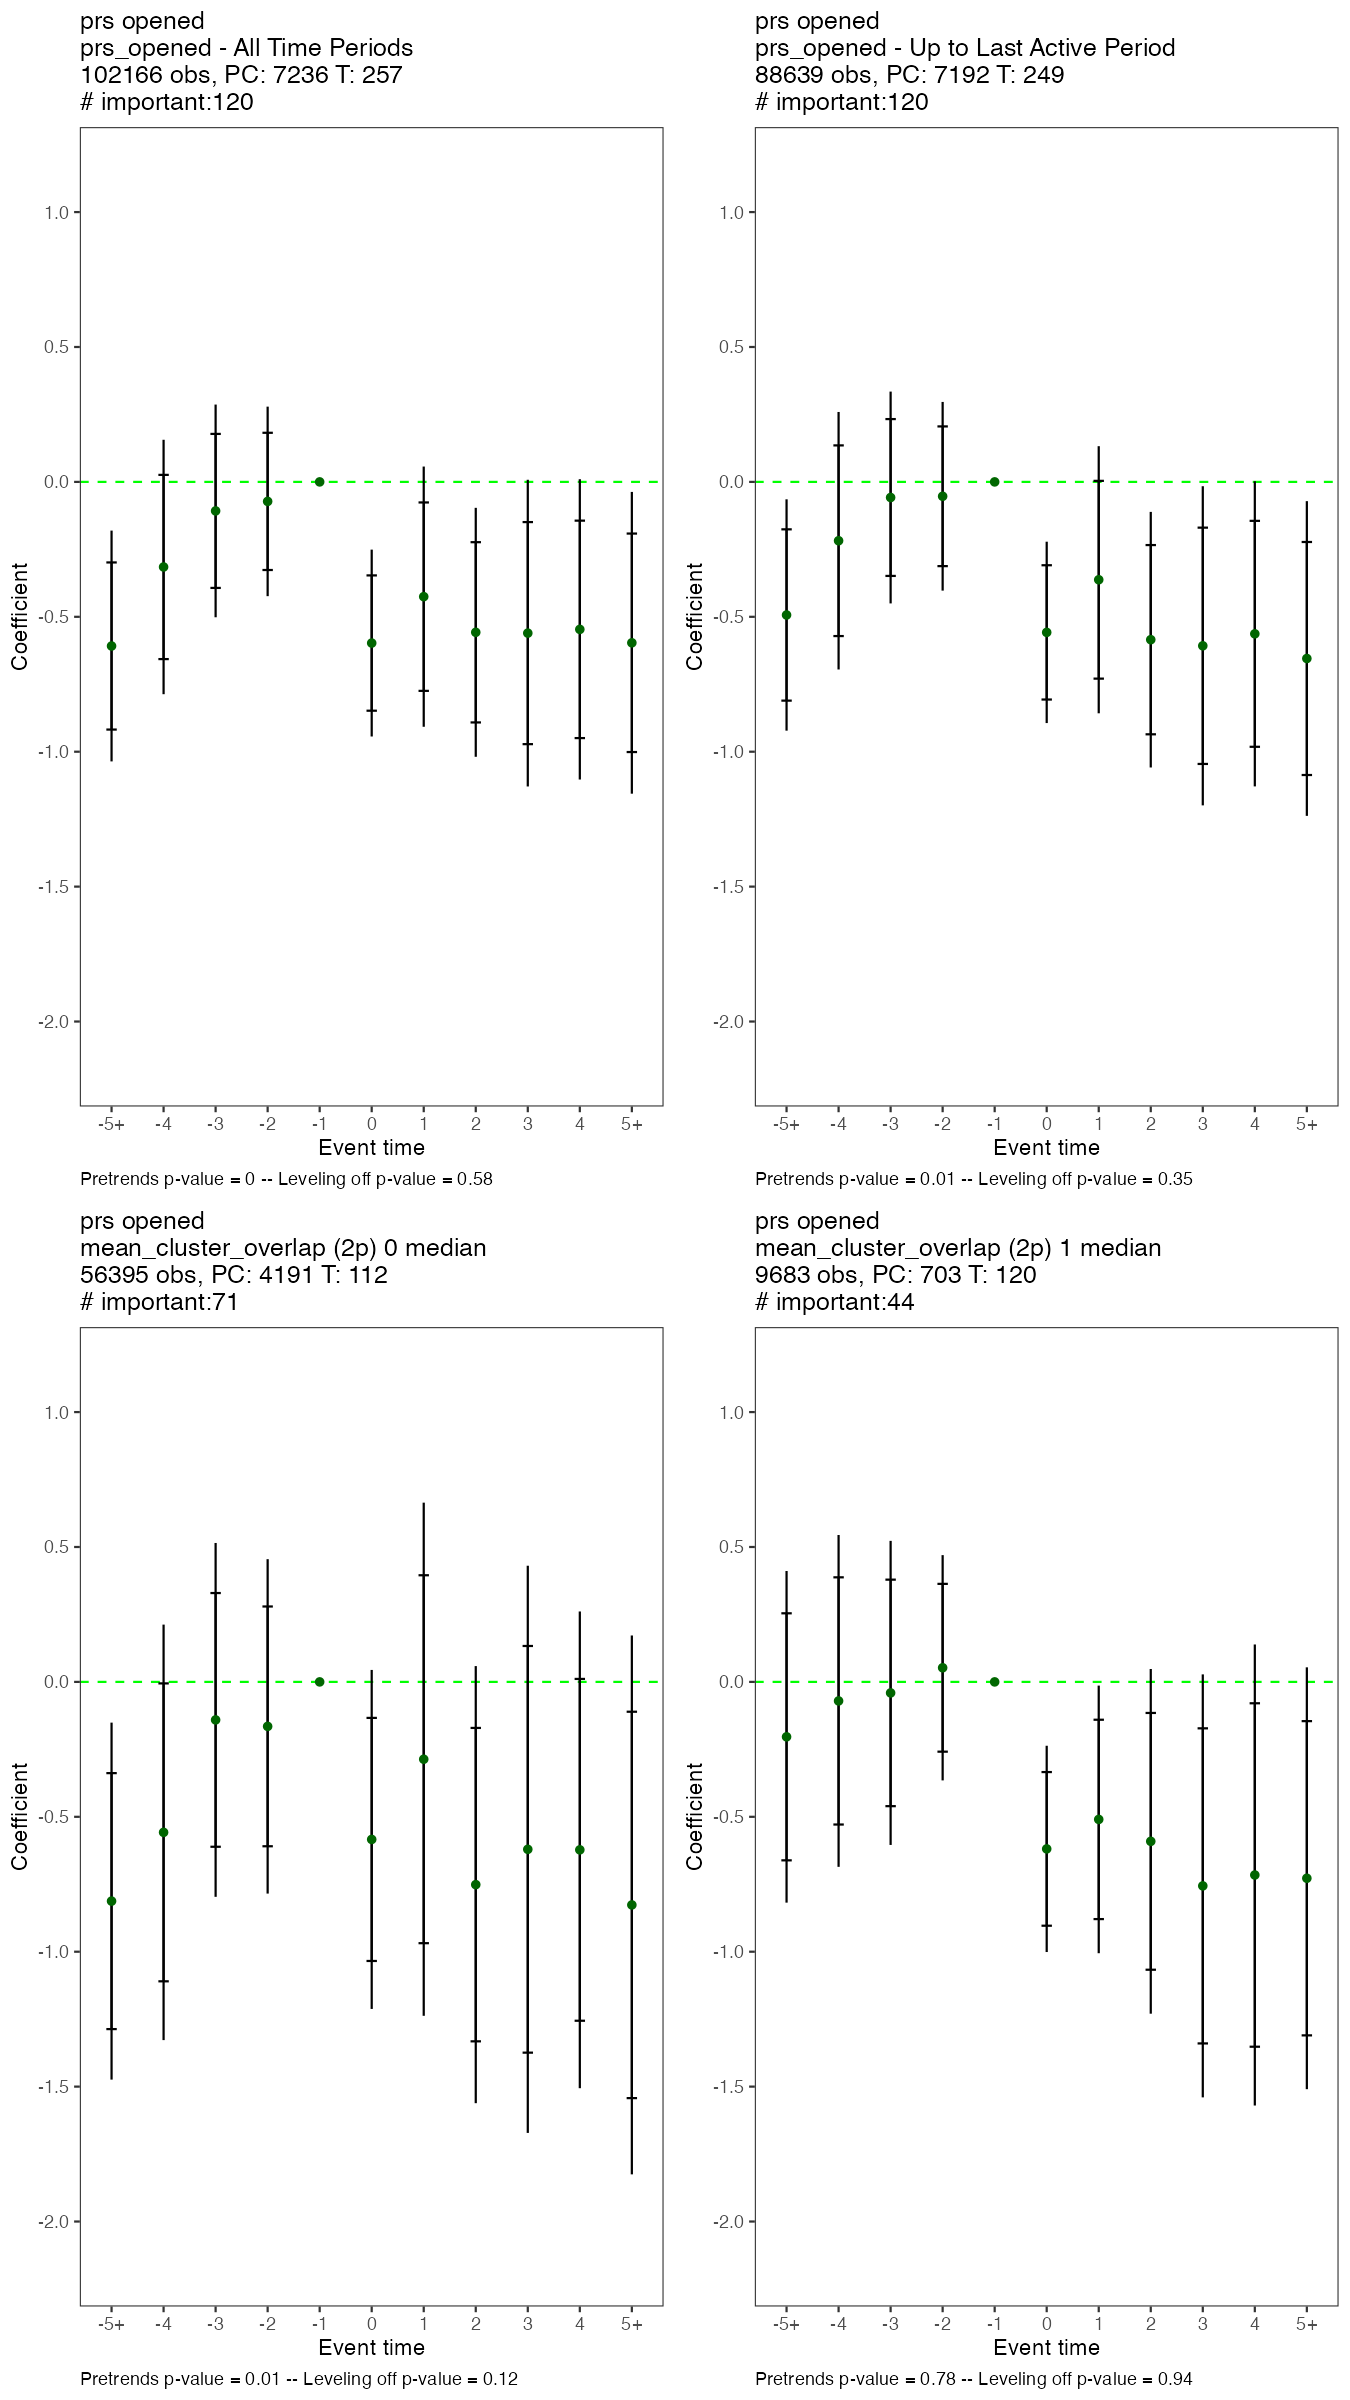 prs opened
prs_opened - All Time Periods
102166 obs, PC: 7236 T: 257
# important:120
1.0
0.5
0.0
-0.5
-1.0
-1.5
-2.0
Coefficient
-5+ -4 -3 -2 -1 0 1 2 3 4 5+
Event time
Pretrends p-value = 0 -- Leveling off p-value = 0.58
prs opened
prs_opened - Up to Last Active Period
88639 obs, PC: 7192 T: 249
# important:120
1.0
0.5
0.0
-0.5
-1.0
-1.5
-2.0
Coefficient
-5+ -4 -3 -2 -1 0 1 2 3 4 5+
Event time
Pretrends p-value = 0.01 -- Leveling off p-value = 0.35
prs opened
mean_cluster_overlap (2p) 0 median
56395 obs, PC: 4191 T: 112
# important:71
1.0
0.5
0.0
-0.5
-1.0
-1.5
-2.0
Coefficient
-5+ -4 -3 -2 -1 0 1 2 3 4 5+
Event time
Pretrends p-value = 0.01 -- Leveling off p-value = 0.12
prs opened
mean_cluster_overlap (2p) 1 median
9683 obs, PC: 703 T: 120
# important:44
1.0
0.5
0.0
-0.5
-1.0
-1.5
-2.0
Coefficient
-5+ -4 -3 -2 -1 0 1 2 3 4 5+
Event time
Pretrends p-value = 0.78 -- Leveling off p-value = 0.94